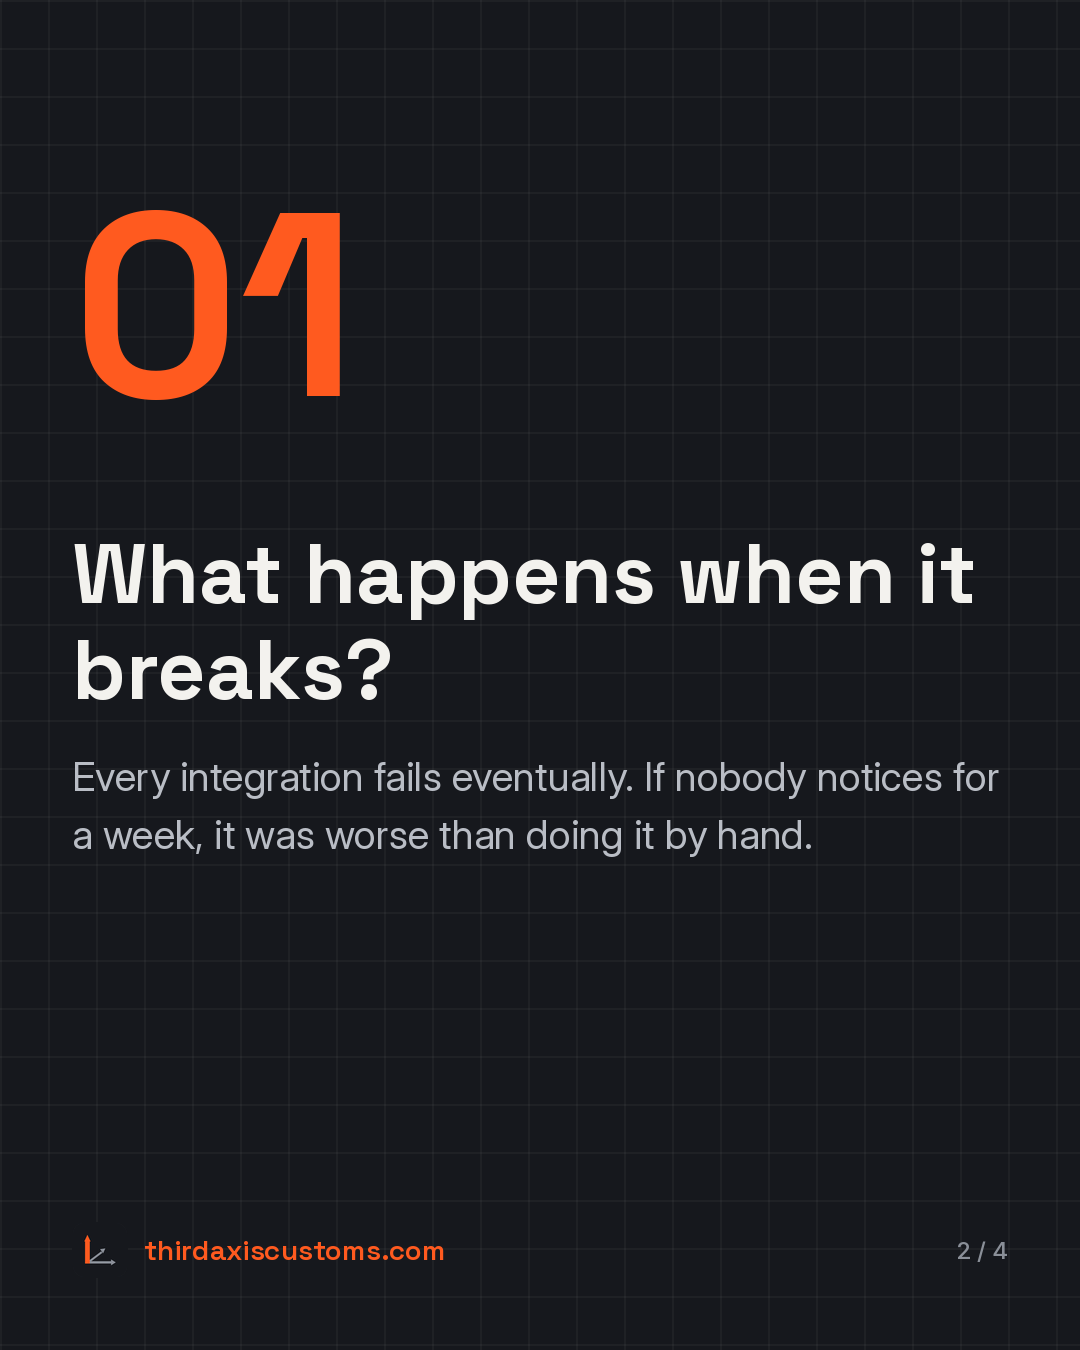 01
What happens when it
breaks?
Every integration fails eventually. If nobody notices for
a week, it was worse than doing it by hand.
thirdaxiscustoms.com
2 / 4